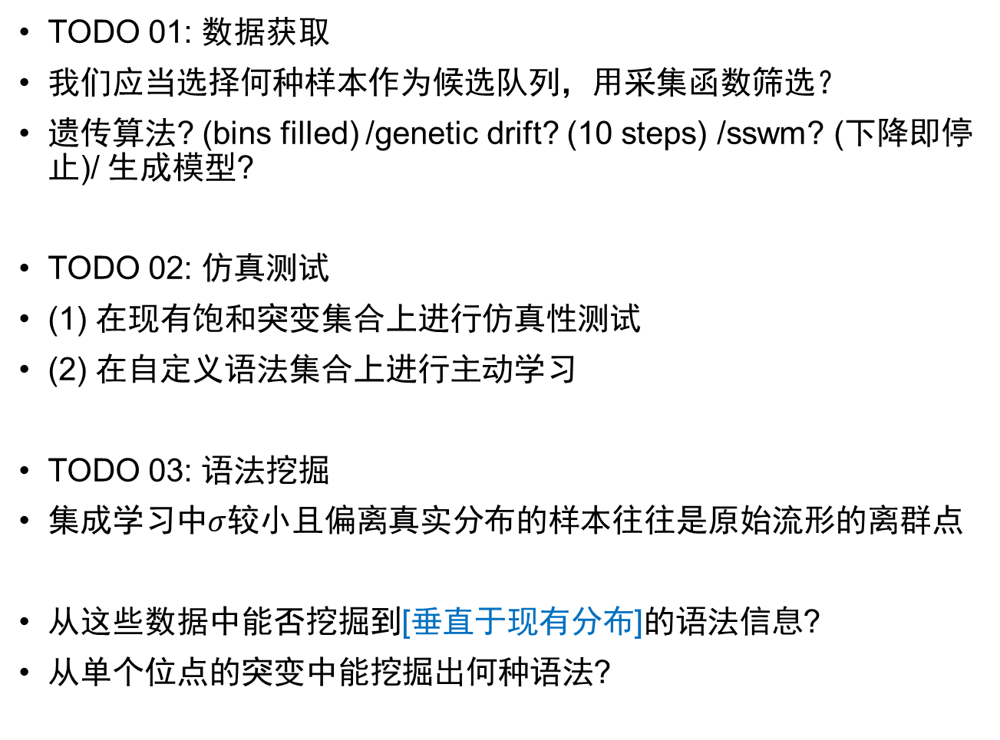 • TODO 01: 数据获取
• 我们应当选择何种样本作为候选队列，用采集函数筛选？
• 遗传算法? (bins filled) /genetic drift? (10 steps) /sswm? (下降即停
止)/ 生成模型?
• TODO 02: 仿真测试
• (1) 在现有饱和突变集合上进行仿真性测试
• (2) 在自定义语法集合上进行主动学习
• TODO 03: 语法挖掘
• 集成学习中σ较小且偏离真实分布的样本往往是原始流形的离群点
• 从这些数据中能否挖掘到[垂直于现有分布]的语法信息?
• 从单个位点的突变中能挖掘出何种语法?